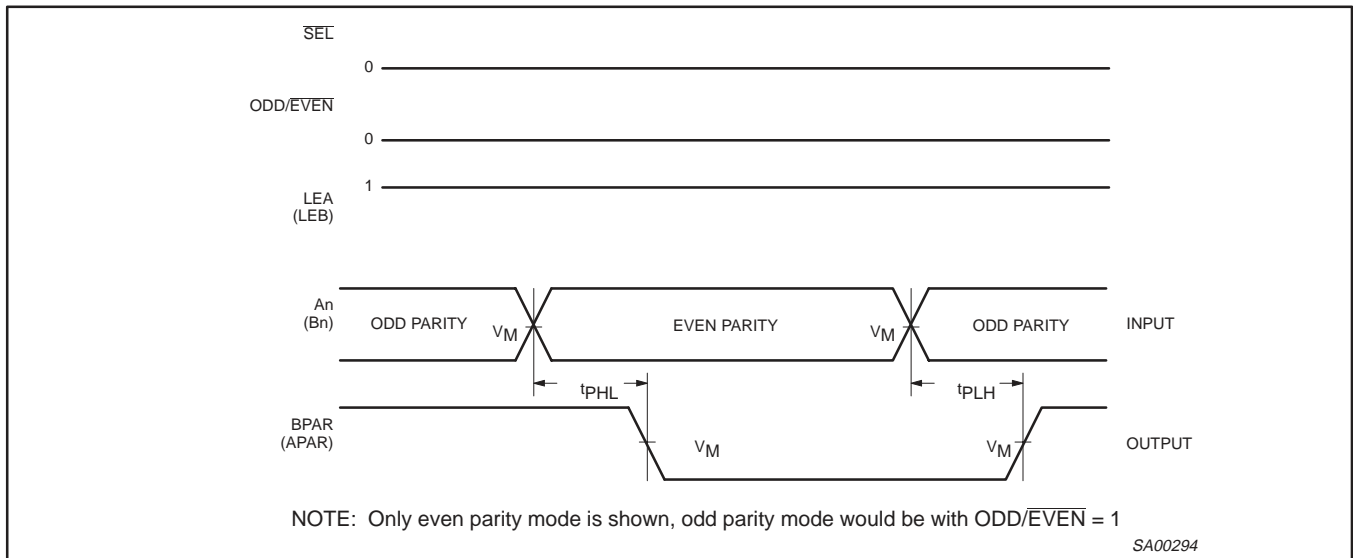 SEL
0
ODD/EVEN
0
LEA
(LEB)
1
An
(Bn)
ODD PARITY
VM
EVEN PARITY
VM
ODD PARITY
INPUT
tPHL
tPLH
BPAR
(APAR)
VM
VM
OUTPUT
NOTE: Only even parity mode is shown, odd parity mode would be with ODD/EVEN = 1
SA00294